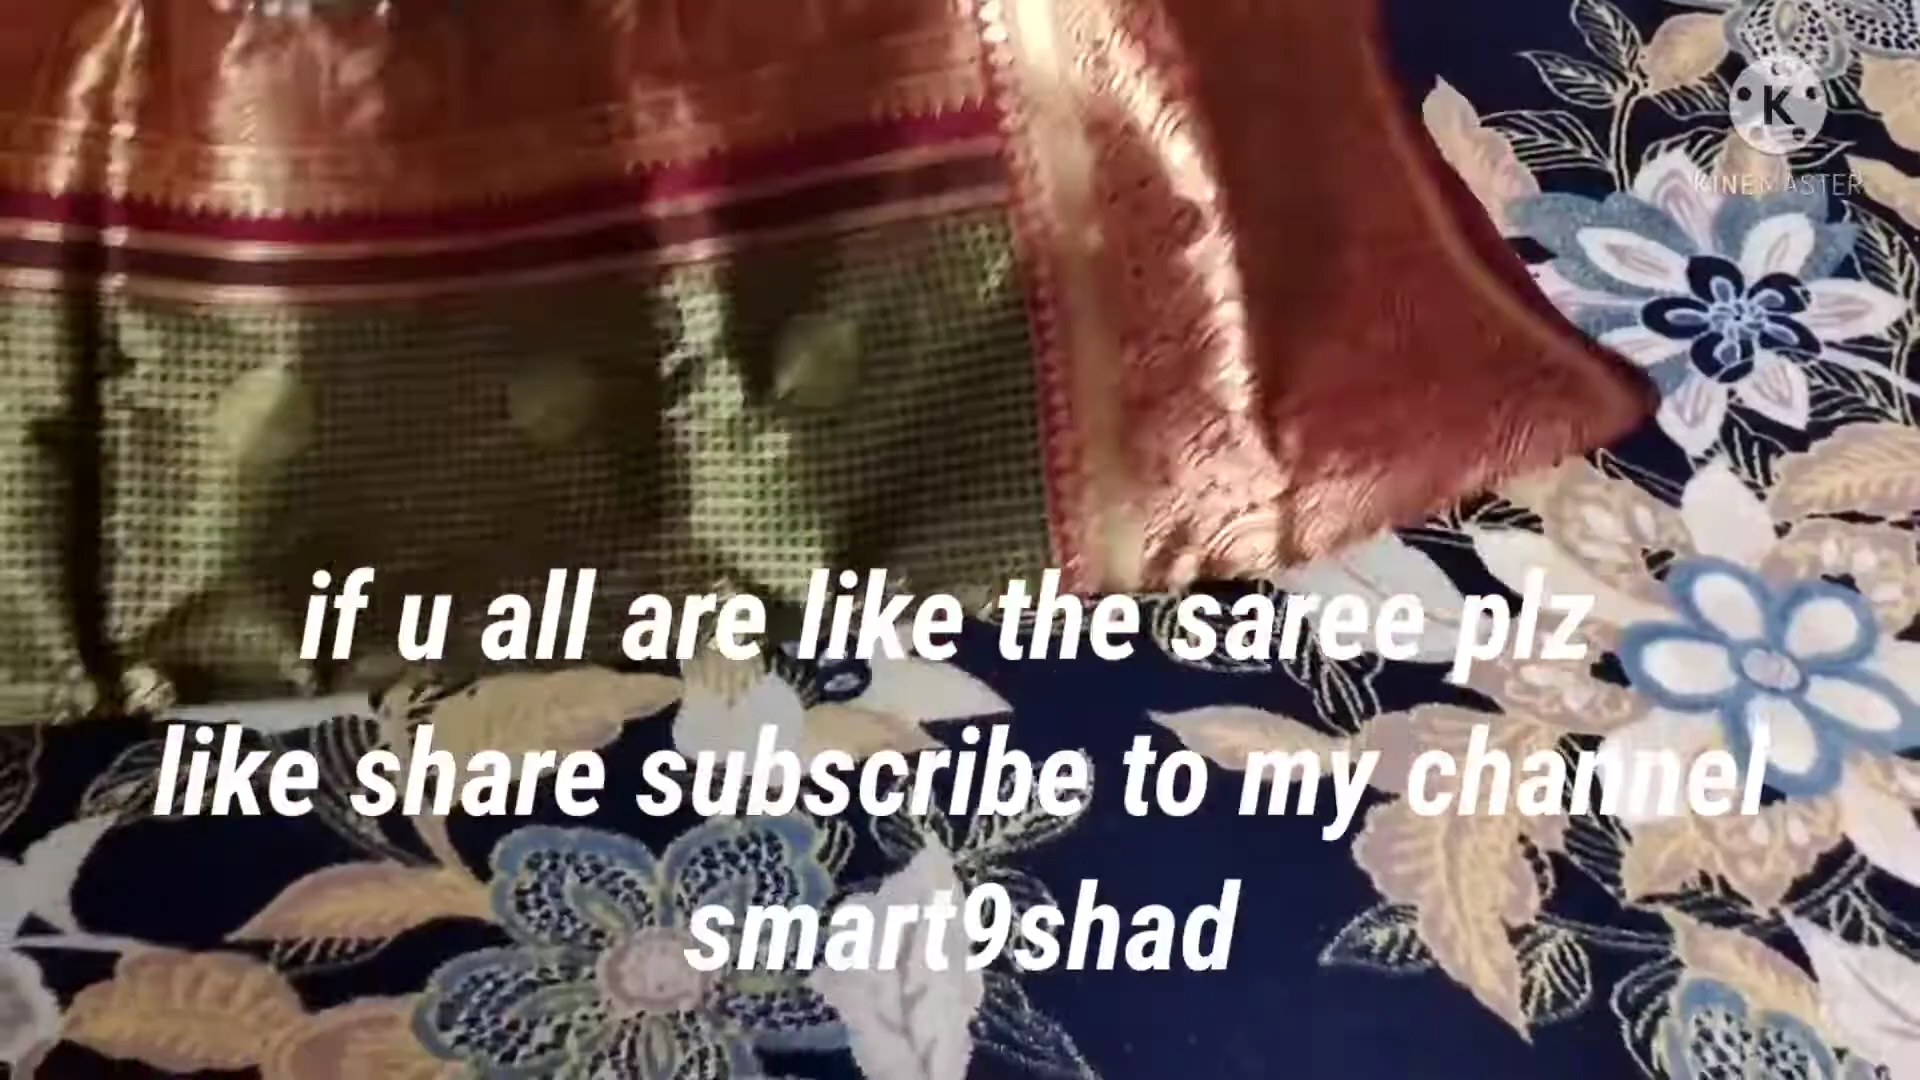 K
KINEMASTER
if u all are like the saree plz
like share subscribe to my channel
smart9shad